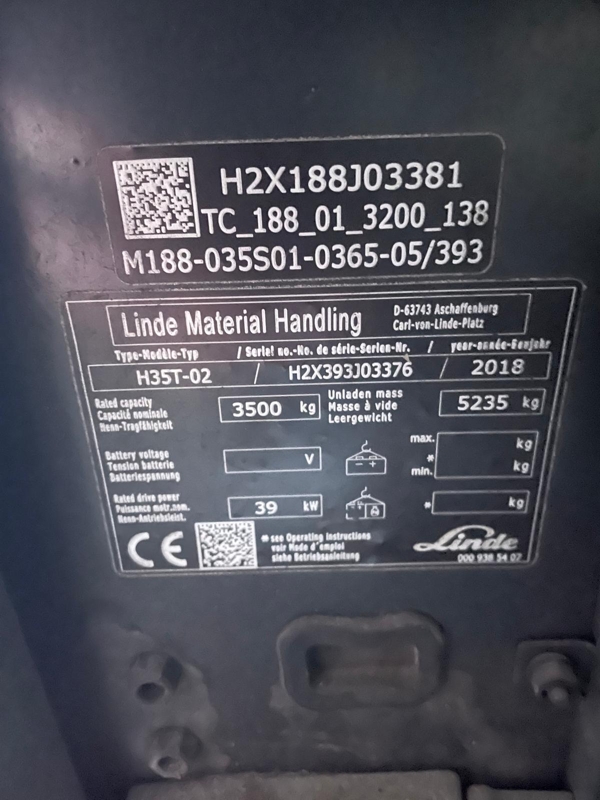 H2X188J03381
TC_188_01_3200_138
M188-035S01-0365-05/393
Linde Material Handling
D-63743 Aschaffenburg
Carl-von-Linde-Platz
Type-Modèle-Typ / Serial no.-No. de série-Serien-Nr. / year-année-Baujahr
H35T-02 / H2X393J03376 / 2018
Rated capacity
Capacité nominale
Nenn-Tragfähigkeit
3500 kg
Unladen mass
Masse à vide
Leergewicht
5235 kg
Battery voltage
Tension batterie
Batteriespannung
V
max.
*
min.
kg
kg
Rated drive power
Puissance motr.nom.
Nenn-Antriebsleist.
39 kW
* kg
CE
* see Operating Instructions
voir Mode d'emploi
siehe Betriebsanleitung
Linde
000 938 54 07